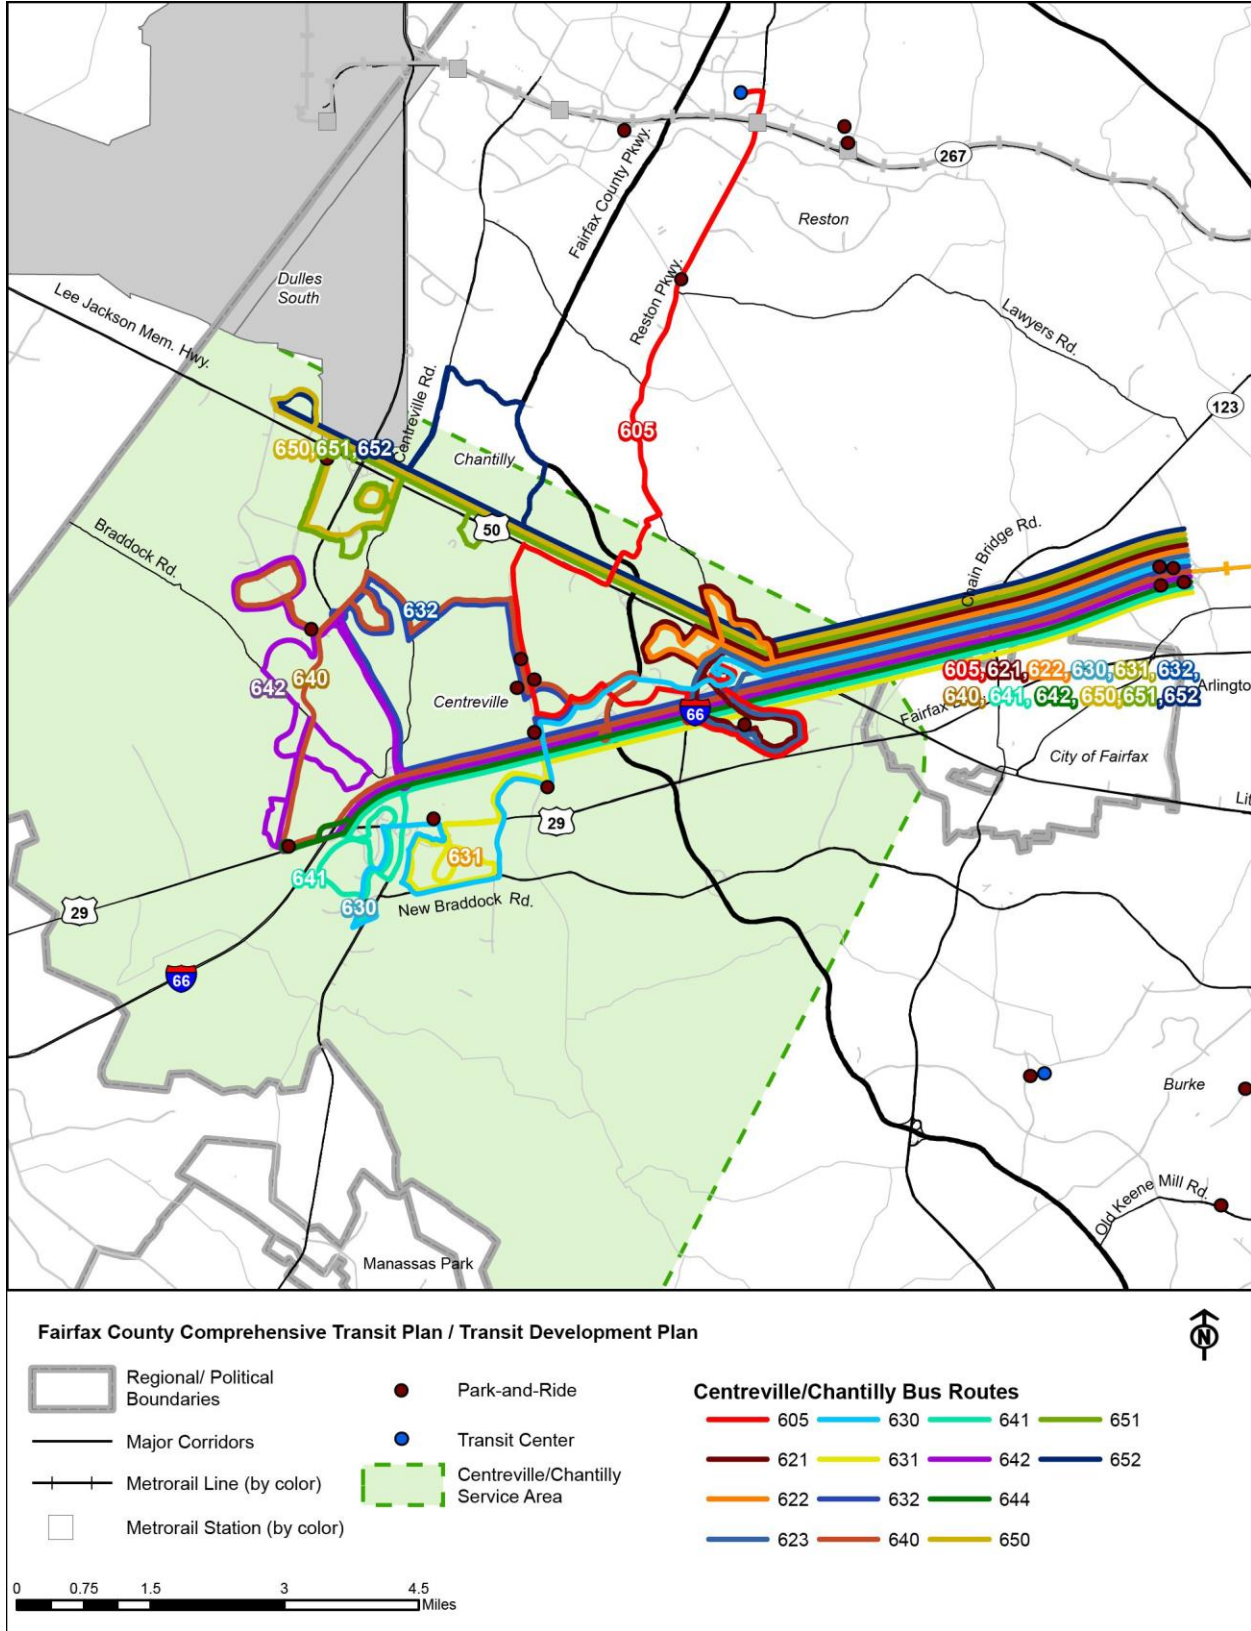 Fairfax County Pkwy.
267
Reston
Dulles
South
Reston Pkwy.
Lee Jackson Mem. Hwy.
Lawyers Rd.
Centreville Rd.
123
605
650,651,652
Chantilly
50
Braddock Rd.
Chain Bridge Rd.
632
640
642
Centreville
66
605,621,622,630,631,632,
640,641,642,650,651,652
Arlingto
Fairfax
City of Fairfax
Lit
29
631
641
630
New Braddock Rd.
29
66
Burke
Old Keene Mill Rd.
Manassas Park
Fairfax County Comprehensive Transit Plan / Transit Development Plan
N
Regional/ Political
Boundaries
Major Corridors
Metrorail Line (by color)
Metrorail Station (by color)
Park-and-Ride
Transit Center
Centreville/Chantilly
Service Area
Centreville/Chantilly Bus Routes
605 630 641 651
621 631 642 652
622 632 644
623 640 650
0 0.75 1.5 3 4.5
Miles